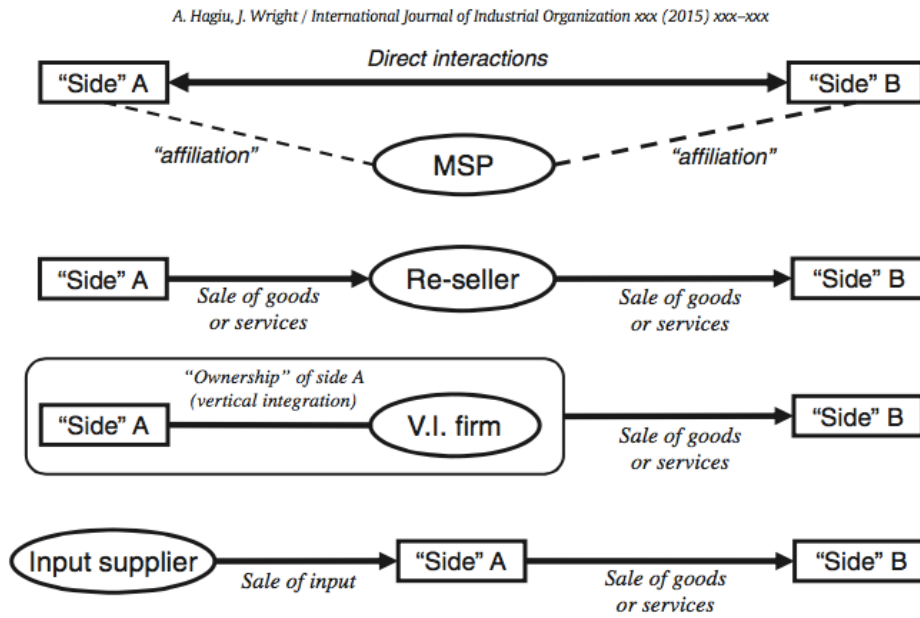 A. Hagiu, J. Wright / International Journal of Industrial Organization xxx (2015) xxx–xxx
Direct interactions
“Side” A
“Side” B
“affiliation”
MSP
“affiliation”
“Side” A
Re-seller
“Side” B
Sale of goods
or services
Sale of goods
or services
“Ownership” of side A
(vertical integration)
“Side” A
V.I. firm
“Side” B
Sale of goods
or services
Input supplier
“Side” A
“Side” B
Sale of input
Sale of goods
or services